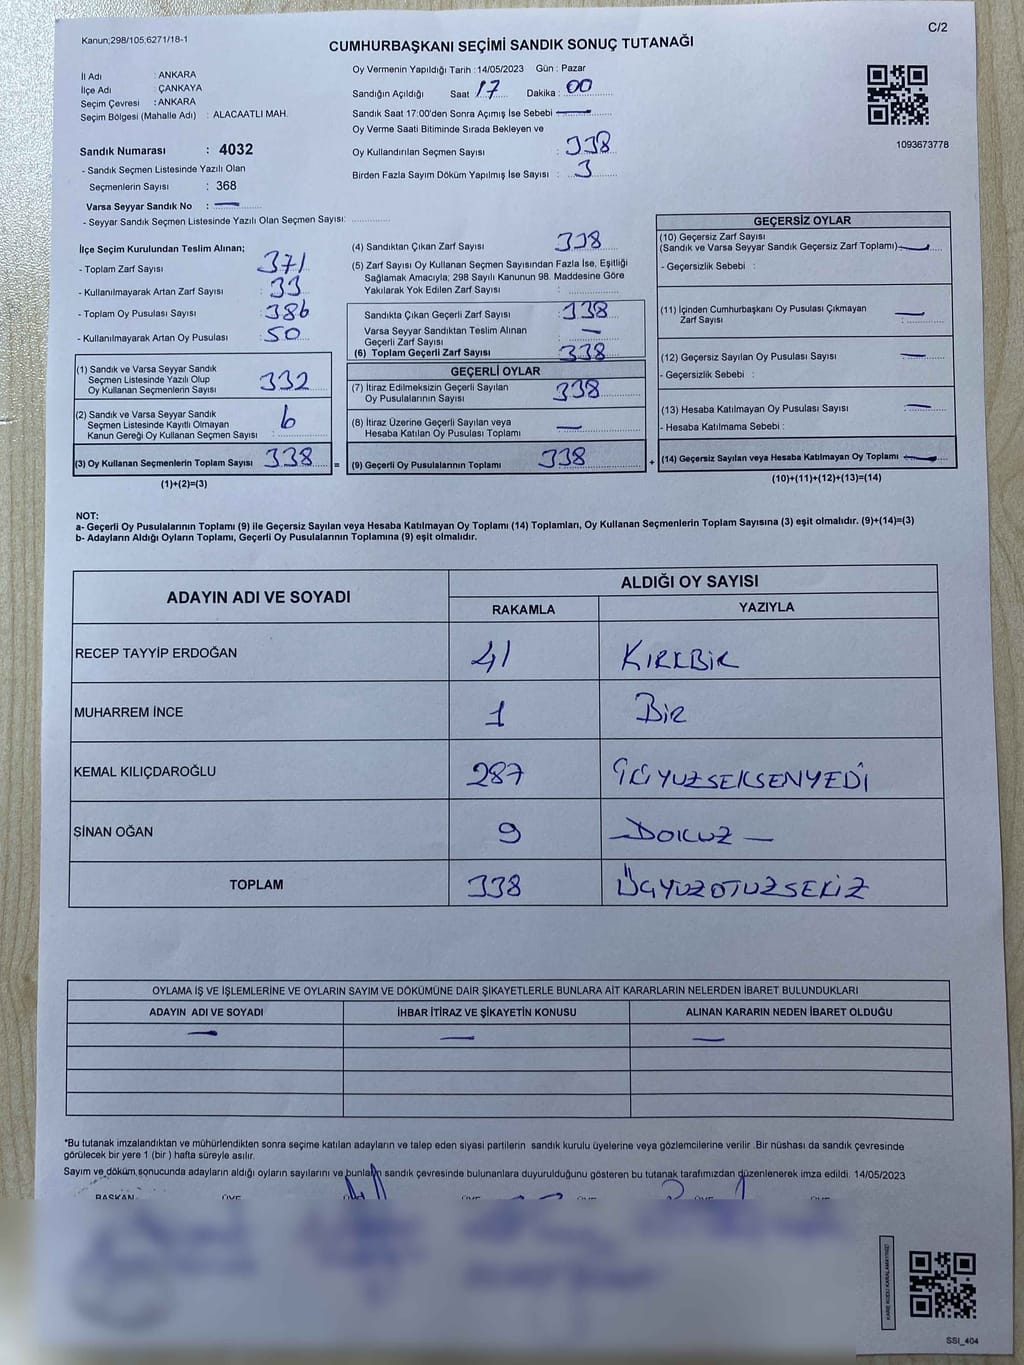 Kanun;298/105;6271/18-1
C/2
CUMHURBAŞKANI SEÇİMİ SANDIK SONUÇ TUTANAĞI
İl Adı : ANKARA
İlçe Adı : ÇANKAYA
Seçim Çevresi : ANKARA
Seçim Bölgesi (Mahalle Adı) : ALACAATLI MAH.
Sandık Numarası : 4032
- Sandık Seçmen Listesinde Yazılı Olan
Seçmenlerin Sayısı : 368
Varsa Seyyar Sandık No : —
- Seyyar Sandık Seçmen Listesinde Yazılı Olan Seçmen Sayısı:
Oy Vermenin Yapıldığı Tarih :14/05/2023 Gün : Pazar
Sandığın Açıldığı Saat 17 Dakika : 00
Sandık Saat 17:00'den Sonra Açımış İse Sebebi —
Oy Verme Saati Bitiminde Sırada Bekleyen ve
Oy Kullandırılan Seçmen Sayısı : 338
Birden Fazla Sayım Döküm Yapılmış İse Sayısı : 3
1093673778
İlçe Seçim Kurulundan Teslim Alınan;
- Toplam Zarf Sayısı : 371
- Kullanılmayarak Artan Zarf Sayısı : 33
- Toplam Oy Pusulası Sayısı : 386
- Kullanılmayarak Artan Oy Pusulası : 50
(1) Sandık ve Varsa Seyyar Sandık
Seçmen Listesinde Yazılı Olup
Oy Kullanan Seçmenlerin Sayısı : 332
(2) Sandık ve Varsa Seyyar Sandık
Seçmen Listesinde Kayıtlı Olmayan
Kanun Gereği Oy Kullanan Seçmen Sayısı : 6
(3) Oy Kullanan Seçmenlerin Toplam Sayısı : 338
(1)+(2)=(3)
=
(4) Sandıktan Çıkan Zarf Sayısı : 338
(5) Zarf Sayısı Oy Kullanan Seçmen Sayısından Fazla İse, Eşitliği
Sağlamak Amacıyla; 298 Sayılı Kanunun 98. Maddesine Göre
Yakılarak Yok Edilen Zarf Sayısı :
Sandıkta Çıkan Geçerli Zarf Sayısı : 338
Varsa Seyyar Sandıktan Teslim Alınan
Geçerli Zarf Sayısı : —
(6) Toplam Geçerli Zarf Sayısı : 338
GEÇERLİ OYLAR
(7) İtiraz Edilmeksizin Geçerli Sayılan
Oy Pusulalarının Sayısı : 338
(8) İtiraz Üzerine Geçerli Sayılan veya
Hesaba Katılan Oy Pusulası Toplamı : —
(9) Geçerli Oy Pusulalarının Toplamı 338
+
GEÇERSİZ OYLAR
(10) Geçersiz Zarf Sayısı
(Sandık ve Varsa Seyyar Sandık Geçersiz Zarf Toplamı) —
- Geçersizlik Sebebi :
(11) İçinden Cumhurbaşkanı Oy Pusulası Çıkmayan
Zarf Sayısı : —
(12) Geçersiz Sayılan Oy Pusulası Sayısı —
- Geçersizlik Sebebi :
(13) Hesaba Katılmayan Oy Pusulası Sayısı : —
- Hesaba Katılmama Sebebi :
(14) Geçersiz Sayılan veya Hesaba Katılmayan Oy Toplamı —
(10)+(11)+(12)+(13)=(14)
NOT:
a- Geçerli Oy Pusulalarının Toplamı (9) ile Geçersiz Sayılan veya Hesaba Katılmayan Oy Toplamı (14) Toplamları, Oy Kullanan Seçmenlerin Toplam Sayısına (3) eşit olmalıdır. (9)+(14)=(3)
b- Adayların Aldığı Oyların Toplamı, Geçerli Oy Pusulalarının Toplamına (9) eşit olmalıdır.
ADAYIN ADI VE SOYADI ALDIĞI OY SAYISI
RAKAMLA YAZIYLA
RECEP TAYYİP ERDOĞAN 41 KIRKBİR
MUHARREM İNCE 1 BİR
KEMAL KILIÇDAROĞLU 287 İKİYÜZSEKSENYEDİ
SİNAN OĞAN 9 —DOKUZ—
TOPLAM 338 ÜÇYUZOTUZSEKİZ
OYLAMA İŞ VE İŞLEMLERİNE VE OYLARIN SAYIM VE DÖKÜMÜNE DAİR ŞİKAYETLERLE BUNLARA AİT KARARLARIN NELERDEN İBARET BULUNDUKLARI
ADAYIN ADI VE SOYADI İHBAR İTİRAZ VE ŞİKAYETİN KONUSU ALINAN KARARIN NEDEN İBARET OLDUĞU
— — —
*Bu tutanak imzalandıktan ve mühürlendikten sonra seçime katılan adayların ve talep eden siyasi partilerin sandık kurulu üyelerine veya gözlemcilerine verilir .Bir nüshası da sandık çevresinde
görülecek bir yere 1 (bir ) hafta süreyle asılır.
Sayım ve döküm sonucunda adayların aldığı oyların sayılarını ve bunların sandık çevresinde bulunanlara duyurulduğunu gösteren bu tutanak tarafımızdan düzenlenerek imza edildi. 14/05/2023
BAŞKAN ÜYE ÜYE ÜYE ÜYE ÜYE
KARE KODU KARALAMAYINIZ!
SSI_404